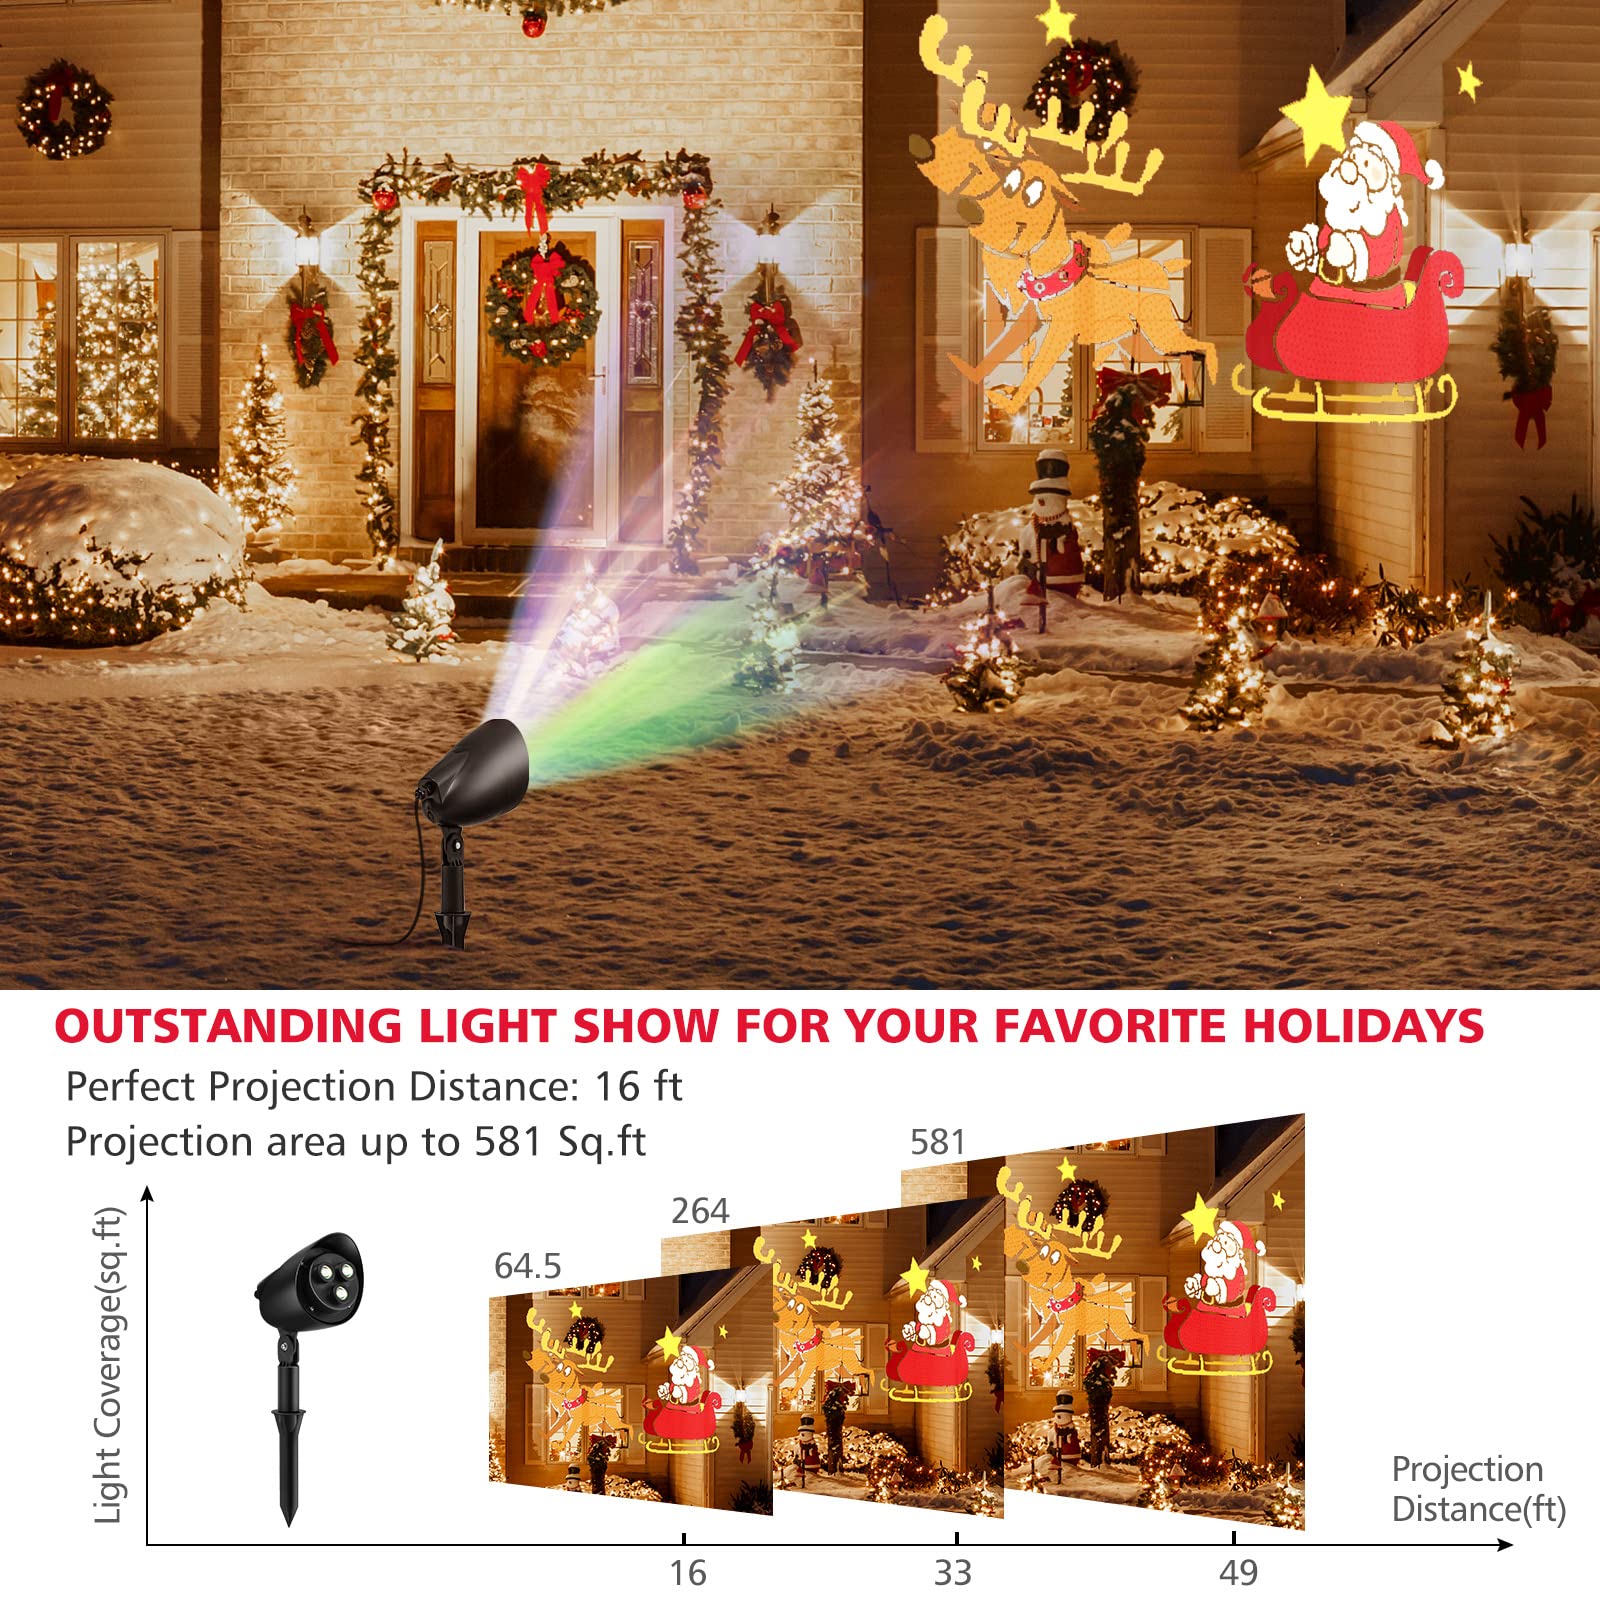 OUTSTANDING LIGHT SHOW FOR YOUR FAVORITE HOLIDAYS
Perfect Projection Distance: 16 ft
Projection area up to 581 Sq.ft
Light Coverage(sq.ft)
64.5
264
581
16
33
49
Projection
Distance(ft)